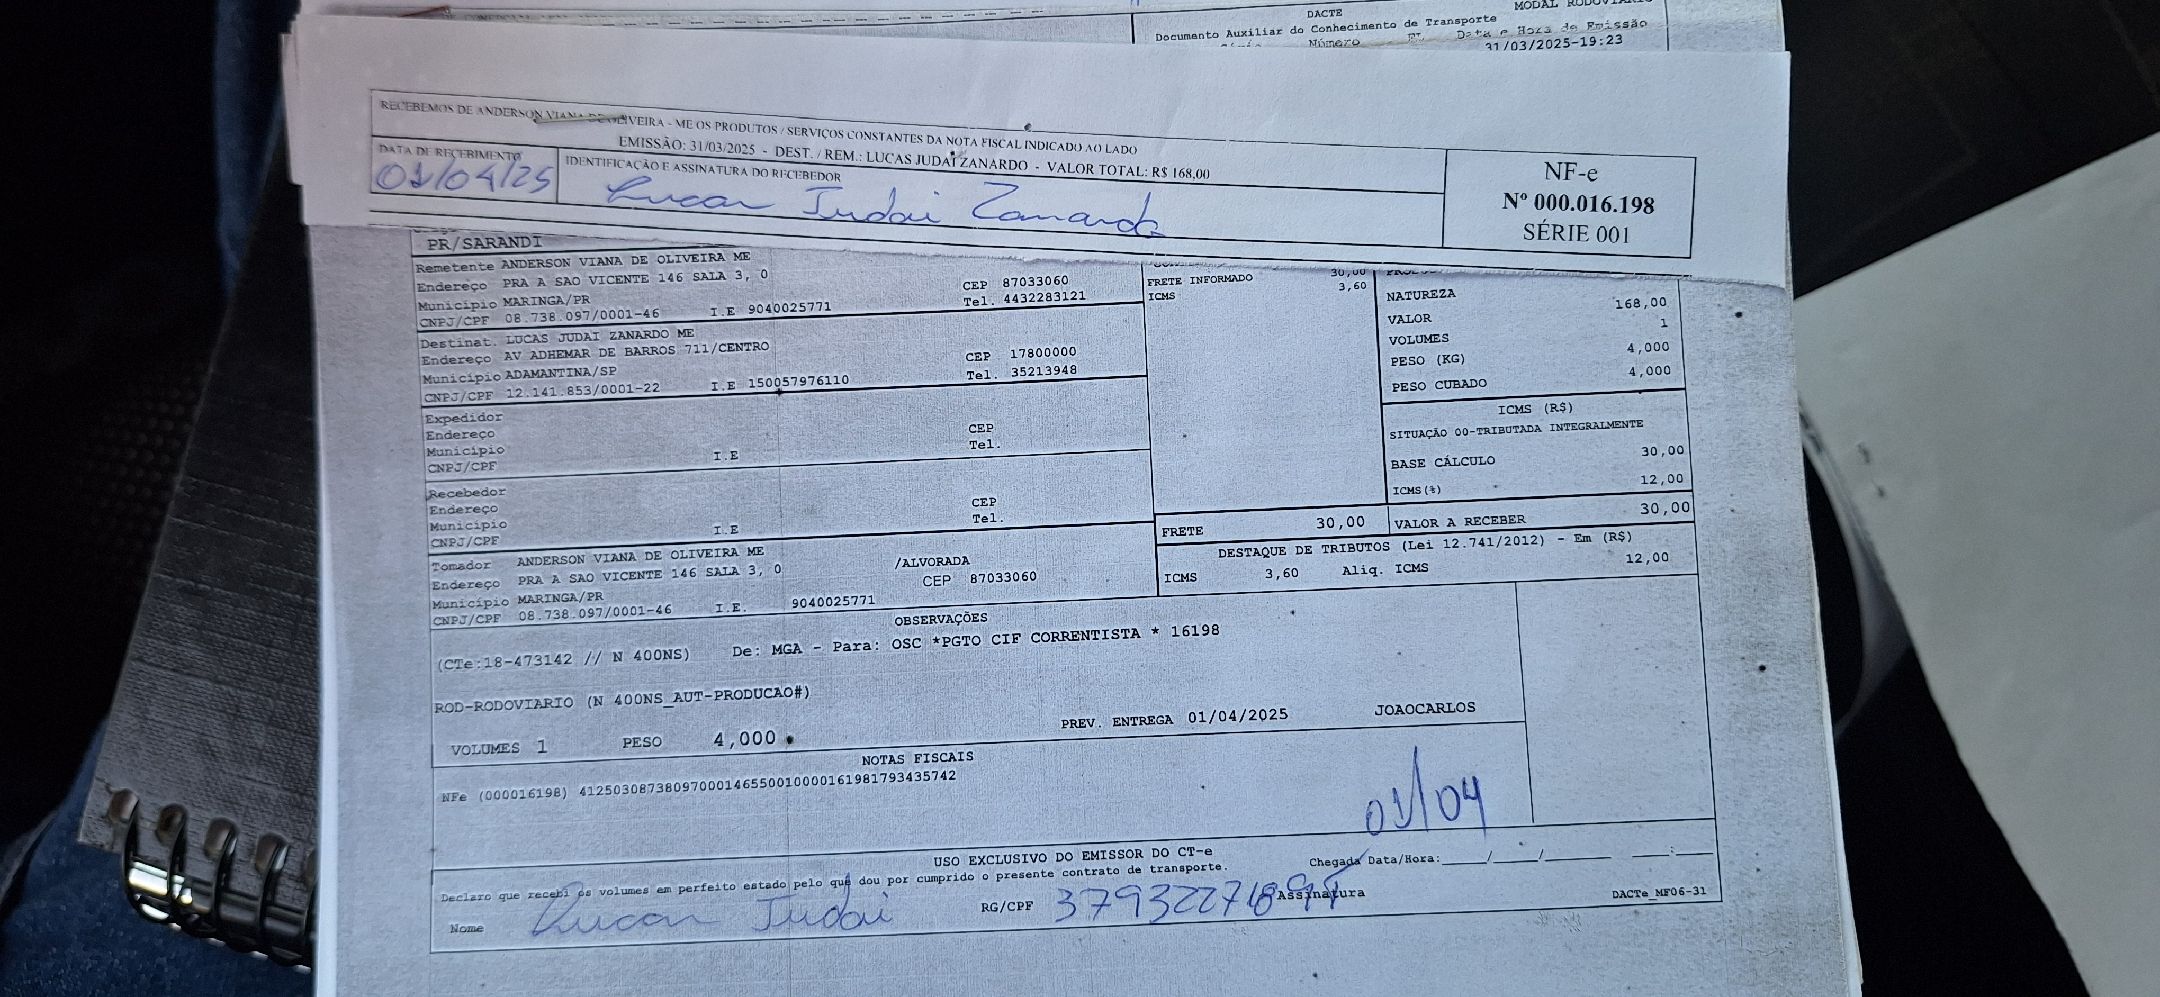 DACTE
MODAL RODOVIÁRIO
Documento Auxiliar do Conhecimento de Transporte
Número
Data e Hora de Emissão
31/03/2025-19:23
RECEBEMOS DE ANDERSON VIANA DE OLIVEIRA - ME OS PRODUTOS / SERVIÇOS CONSTANTES DA NOTA FISCAL INDICADO AO LADO
EMISSÃO: 31/03/2025 - DEST. / REM.: LUCAS JUDAI ZANARDO - VALOR TOTAL: R$ 168,00
DATA DE RECEBIMENTO
01/04/25
IDENTIFICAÇÃO E ASSINATURA DO RECEBEDOR
Lucas Judai Zanardo
NF-e
Nº 000.016.198
SÉRIE 001
PR/SARANDI
Remetente ANDERSON VIANA DE OLIVEIRA ME
Endereço PRA A SAO VICENTE 146 SALA 3, 0 CEP 87033060
Município MARINGA/PR Tel. 4432283121
CNPJ/CPF 08.738.097/0001-46 I.E 9040025771
Destinat. LUCAS JUDAI ZANARDO ME
Endereço AV ADHEMAR DE BARROS 711/CENTRO CEP 17800000
Município ADAMANTINA/SP Tel. 35213948
CNPJ/CPF 12.141.853/0001-22 I.E 150057976110
Expedidor
Endereço CEP
Município Tel.
CNPJ/CPF I.E
Recebedor
Endereço CEP
Município Tel.
CNPJ/CPF I.E
Tomador ANDERSON VIANA DE OLIVEIRA ME
Endereço PRA A SAO VICENTE 146 SALA 3, 0 /ALVORADA
Município MARINGA/PR CEP 87033060
CNPJ/CPF 08.738.097/0001-46 I.E. 9040025771
30,00
FRETE INFORMADO 3,60
ICMS
FRETE 30,00
NATUREZA
VALOR 168,00
VOLUMES 1
PESO (KG) 4,000
PESO CUBADO 4,000
ICMS (R$)
SITUAÇÃO 00-TRIBUTADA INTEGRALMENTE
BASE CÁLCULO 30,00
ICMS(%) 12,00
VALOR A RECEBER 30,00
DESTAQUE DE TRIBUTOS (Lei 12.741/2012) - Em (R$)
ICMS 3,60 Aliq. ICMS 12,00
OBSERVAÇÕES
(CTe:18-473142 // N 400NS) De: MGA - Para: OSC *PGTO CIF CORRENTISTA * 16198
ROD-RODOVIARIO (N 400NS_AUT-PRODUCAO#)
VOLUMES 1 PESO 4,000 PREV. ENTREGA 01/04/2025 JOAOCARLOS
NOTAS FISCAIS
NFe (000016198) 41250308738097000146550010000161981793435742
01/04
USO EXCLUSIVO DO EMISSOR DO CT-e
Declaro que recebi os volumes em perfeito estado pelo que dou por cumprido o presente contrato de transporte.
Chegada Data/Hora:_____/_____/_______ ____:____
Nome Lucas Judai RG/CPF Assinatura
DACTe_MF06-31